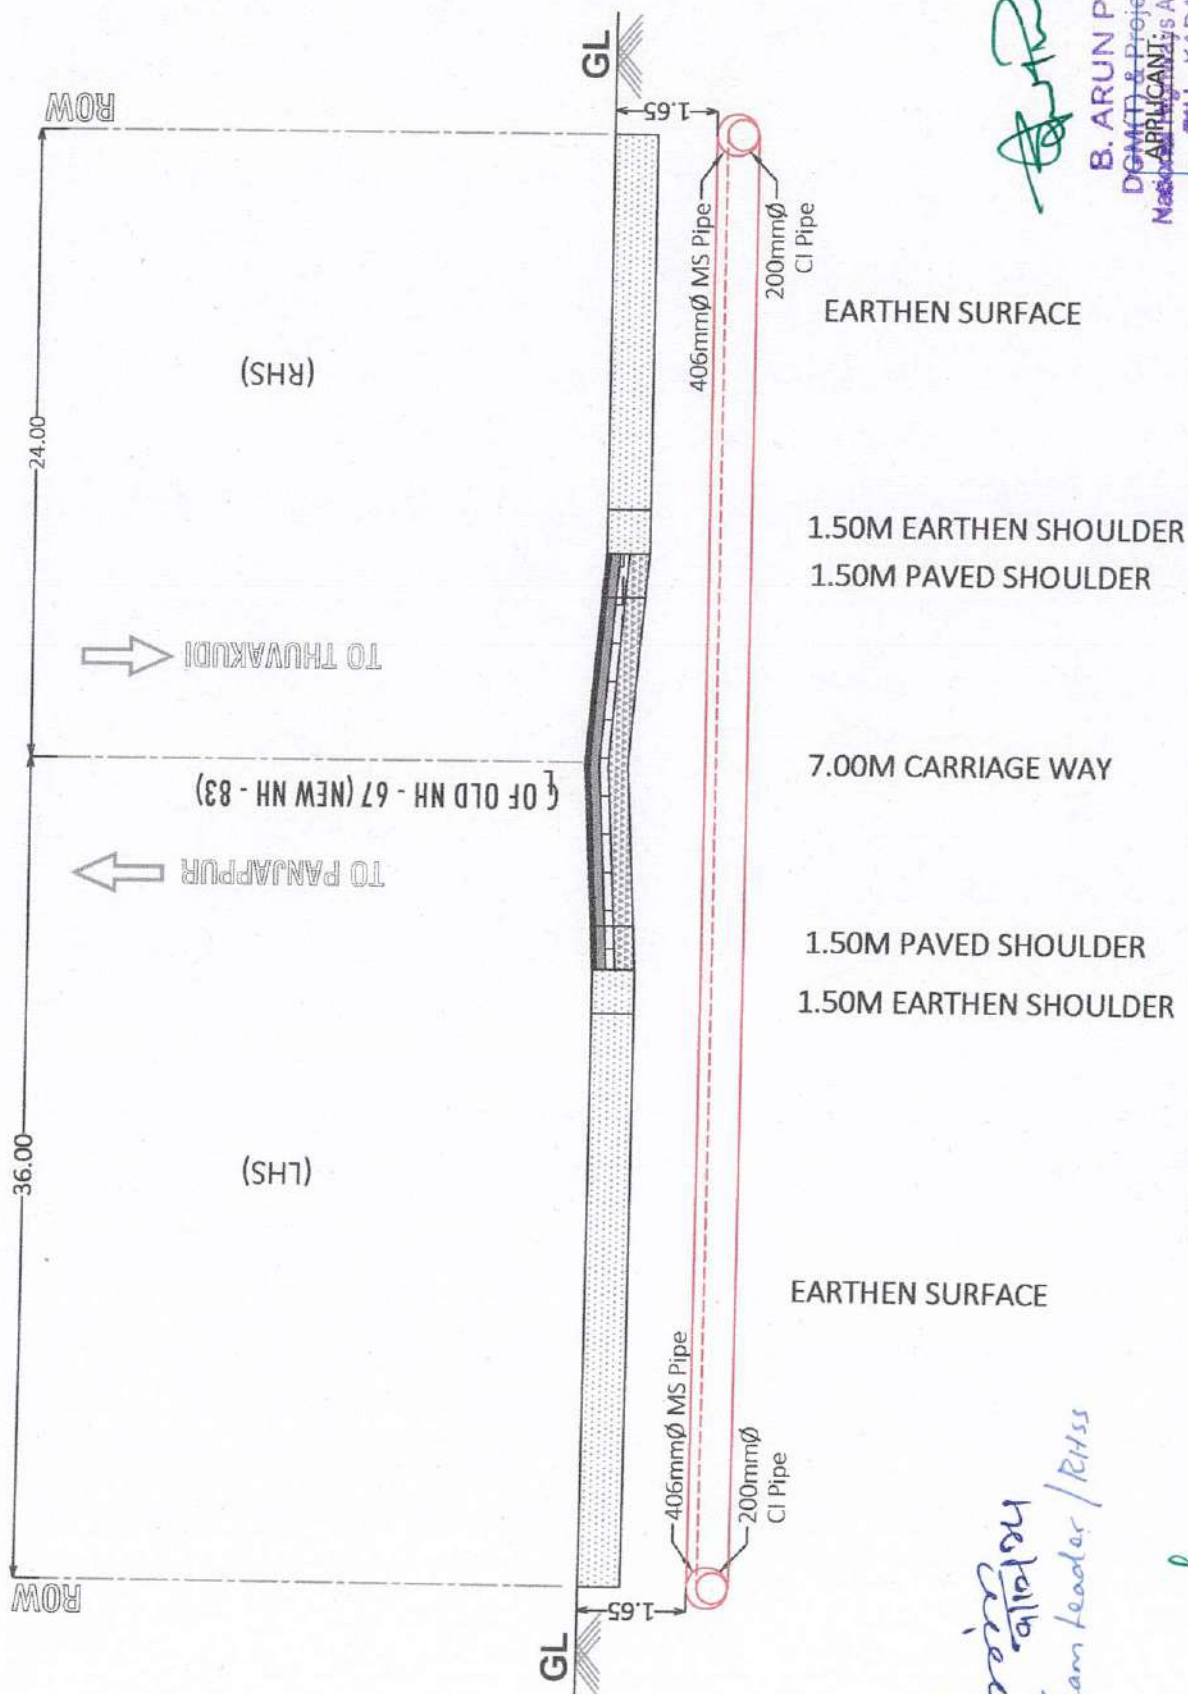 ROW
24.00
36.00
ROW
(RHS)
TO THUVAKUDI
℄ OF OLD NH - 67 (NEW NH - 83)
TO PANJAPPUR
(LHS)
GL
1.65
406mmØ MS Pipe
200mmØ
CI Pipe
EARTHEN SURFACE
1.50M EARTHEN SHOULDER
1.50M PAVED SHOULDER
7.00M CARRIAGE WAY
1.50M PAVED SHOULDER
1.50M EARTHEN SHOULDER
EARTHEN SURFACE
406mmØ MS Pipe
200mmØ
CI Pipe
1.65
GL
B. ARUN P
DGM(T) & Proje
APPLICANT:
am Leader / RHSS